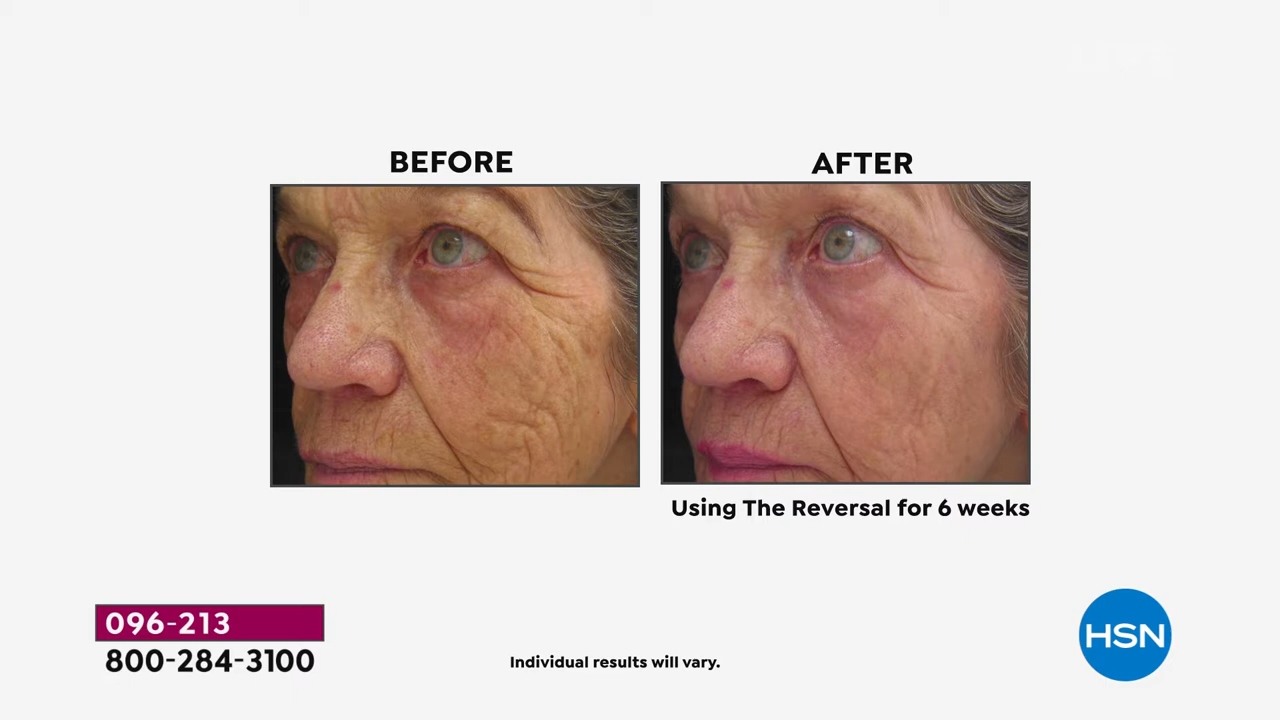 BEFORE
AFTER
Using The Reversal for 6 weeks
096-213
800-284-3100
Individual results will vary.
HSN